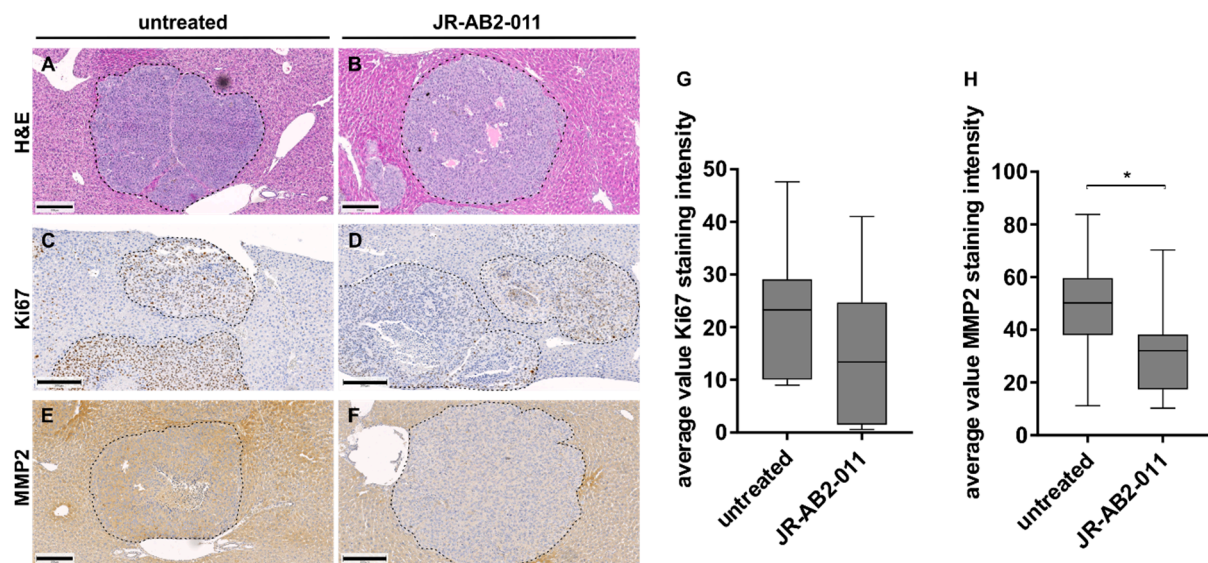 untreated
JR-AB2-011
H&E
A
B
Ki67
C
D
MMP2
E
F
G
average value Ki67 staining intensity
50
40
30
20
10
0
untreated
JR-AB2-011
H
average value MMP2 staining intensity
*
100
80
60
40
20
0
untreated
JR-AB2-011